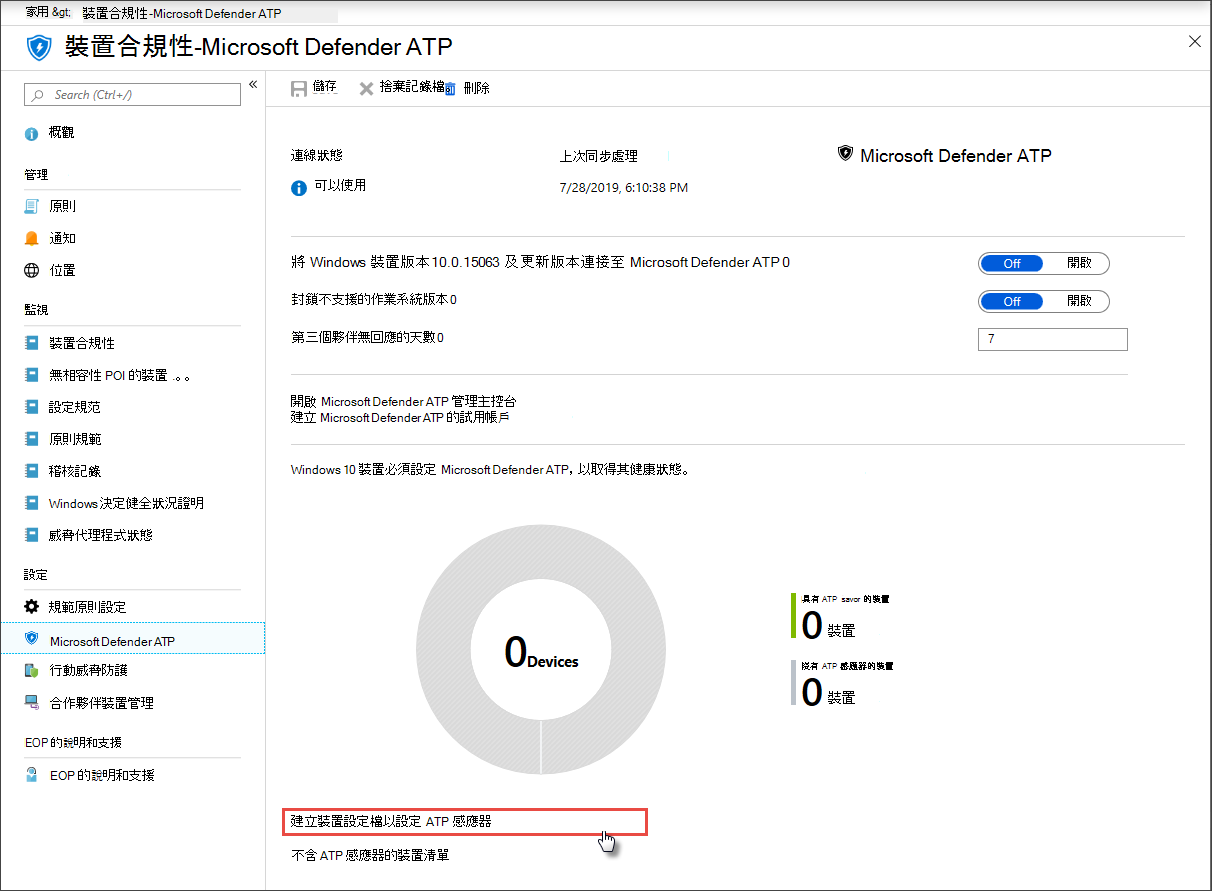 家用 &gt; 裝置合規性-Microsoft Defender ATP
裝置合規性-Microsoft Defender ATP
Search (Ctrl+/)
儲存 捨棄記錄檔 刪除
概觀
管理
原則
通知
位置
監視
裝置合規性
無相容性 POI 的裝置 .。。
設定規范
原則規範
稽核記錄
Windows決定健全狀況證明
威脅代理程式狀態
設定
規範原則設定
Microsoft Defender ATP
行動威脅防護
合作夥伴裝置管理
EOP 的說明和支援
EOP 的說明和支援
連線狀態
可以使用
上次同步處理
7/28/2019, 6:10:38 PM
Microsoft Defender ATP
將 Windows 裝置版本10.0.15063 及更新版本連接至 Microsoft Defender ATP 0
Off 開啟
封鎖不支援的作業系統版本0
Off 開啟
第三個夥伴無回應的天數0
7
開啟 Microsoft Defender ATP 管理主控台
建立 Microsoft Defender ATP 的試用帳戶
Windows 10 裝置必須設定 Microsoft Defender ATP, 以取得其健康狀態。
0 Devices
具有 ATP savor 的裝置
0 裝置
沒有 ATP 感應器的裝置
0 裝置
建立裝置設定檔以設定 ATP 感應器
不含 ATP 感應器的裝置清單